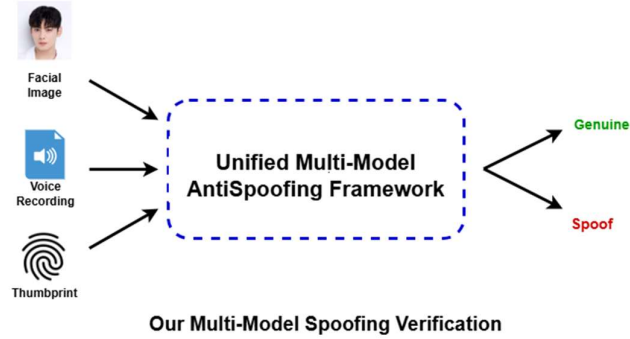 Facial
Image
Voice
Recording
Thumbprint
Unified Multi-Model
AntiSpoofing Framework
Genuine
Spoof
Our Multi-Model Spoofing Verification